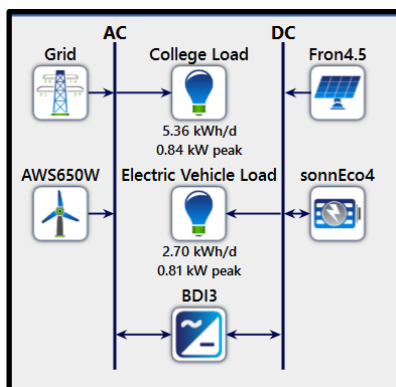 AC DC
Grid College Load Fron4.5
5.36 kWh/d
0.84 kW peak
AWS650W Electric Vehicle Load sonnEco4
2.70 kWh/d
0.81 kW peak
BDI3